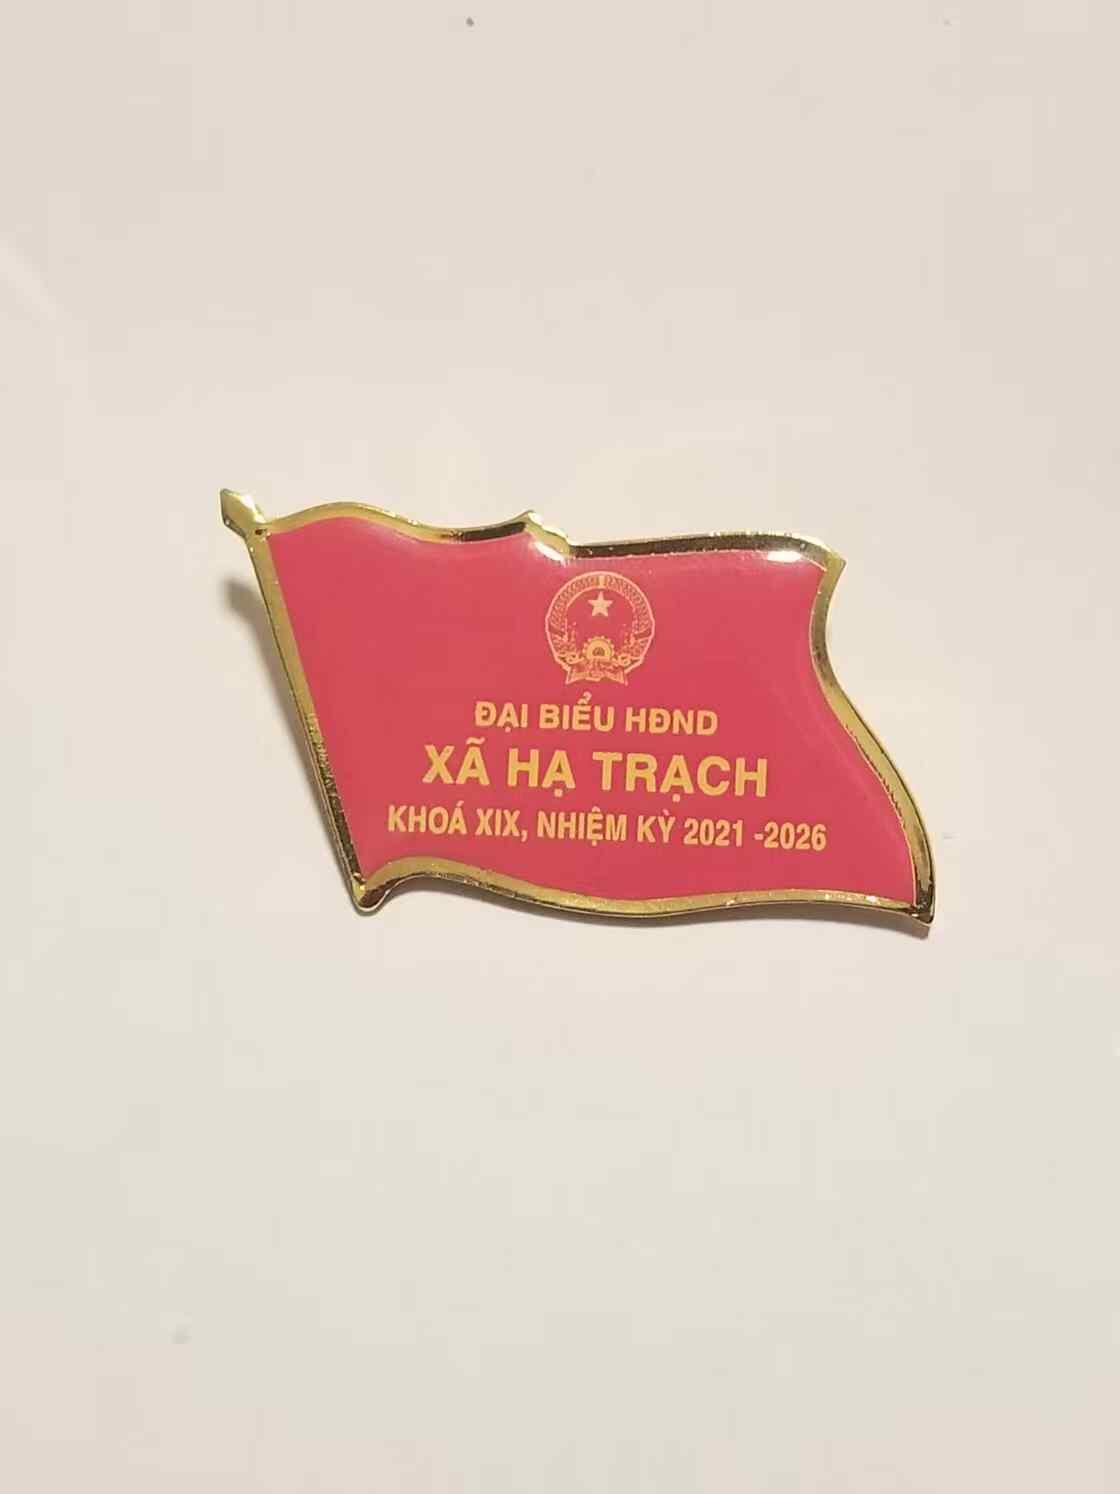 ĐẠI BIỂU HĐND
XÃ HẠ TRẠCH
KHOÁ XIX, NHIỆM KỲ 2021 -2026